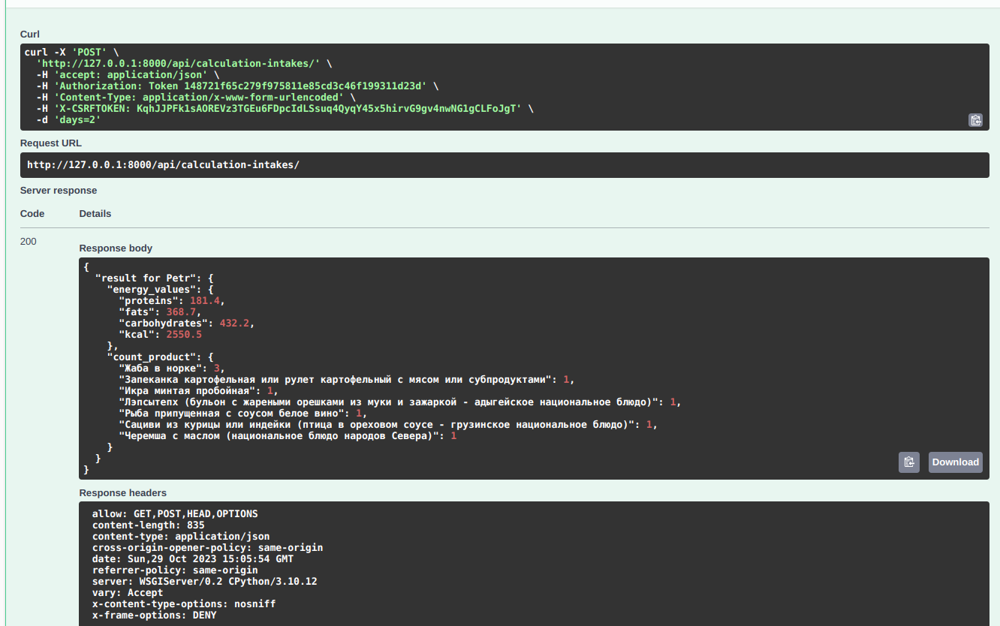 Curl
curl -X 'POST' \
  'http://127.0.0.1:8000/api/calculation-intakes/' \
  -H 'accept: application/json' \
  -H 'Authorization: Token 148721f65c279f975811e85cd3c46f199311d23d' \
  -H 'Content-Type: application/x-www-form-urlencoded' \
  -H 'X-CSRFTOKEN: KqhJJPFk1sAOREVz3TGEu6FDpcIdLSsuq4QyqY45x5hirvG9gv4nwNG1gCLFoJgT' \
  -d 'days=2'
Request URL
http://127.0.0.1:8000/api/calculation-intakes/
Server response
Code Details
200
Response body
{
  "result for Petr": {
    "energy_values": {
      "proteins": 181.4,
      "fats": 368.7,
      "carbohydrates": 432.2,
      "kcal": 2550.5
    },
    "count_product": {
      "Жаба в норке": 3,
      "Запеканка картофельная или рулет картофельный с мясом или субпродуктами": 1,
      "Икра минтая пробойная": 1,
      "Лэпсытепх (бульон с жареными орешками из муки и зажаркой - адыгейское национальное блюдо)": 1,
      "Рыба припущенная с соусом белое вино": 1,
      "Сациви из курицы или индейки (птица в ореховом соусе - грузинское национальное блюдо)": 1,
      "Черемша с маслом (национальное блюдо народов Севера)": 1
    }
  }
}
Download
Response headers
allow: GET,POST,HEAD,OPTIONS
content-length: 835
content-type: application/json
cross-origin-opener-policy: same-origin
date: Sun,29 Oct 2023 15:05:54 GMT
referrer-policy: same-origin
server: WSGIServer/0.2 CPython/3.10.12
vary: Accept
x-content-type-options: nosniff
x-frame-options: DENY